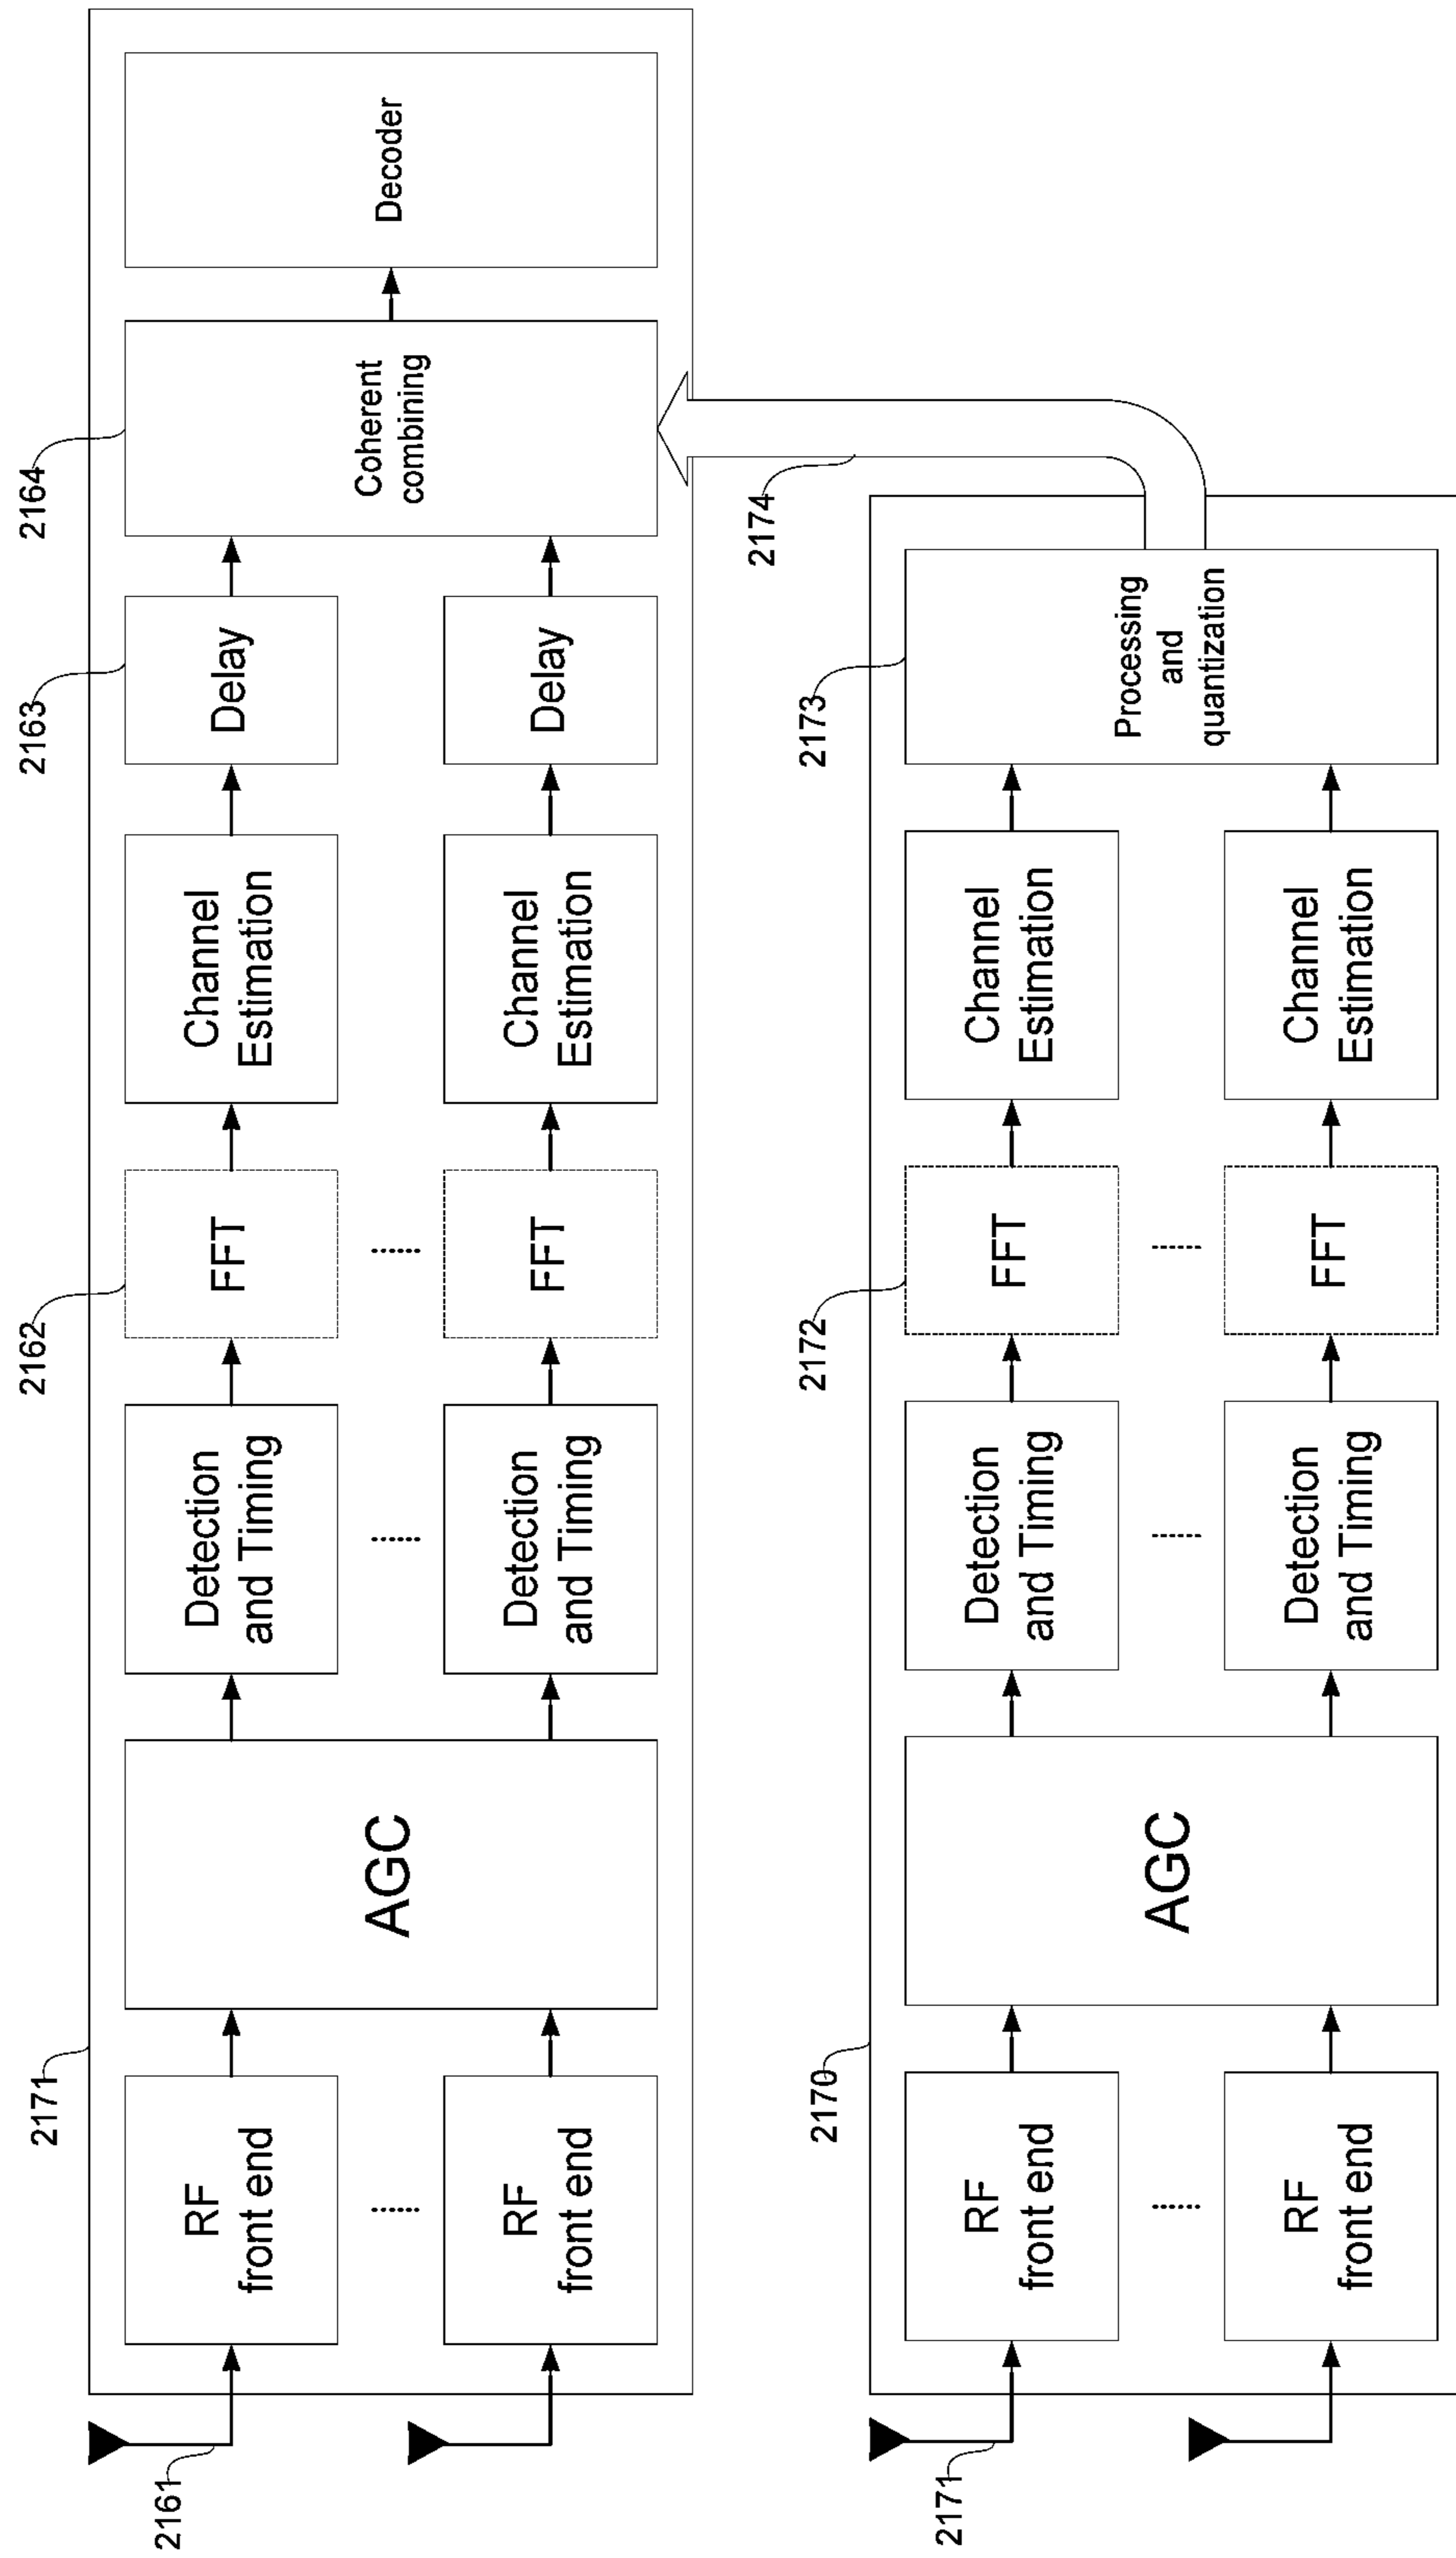 2161
2171
2162
2163
2164
RF
front end
RF
front end
AGC
Detection
and Timing
Detection
and Timing
FFT
FFT
Channel
Estimation
Channel
Estimation
Delay
Delay
Coherent
combining
Decoder
2171
2170
2172
2173
2174
RF
front end
RF
front end
AGC
Detection
and Timing
Detection
and Timing
FFT
FFT
Channel
Estimation
Channel
Estimation
Processing
and
quantization